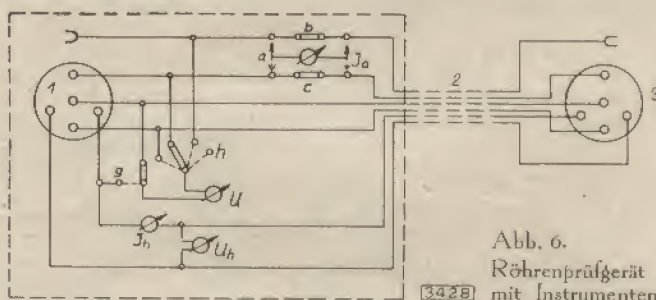 b
a
Ja
c
1
2
3
h
g
U
Jh
Uh
Abb. 6.
Röhrenprüfgerät
3428 mit Instrumenten